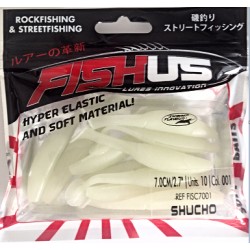 ROCKFISHING
& STREETFISHING
磯釣り
ストリートフィッシング
ルアーの革新
FISHUS
LURES INNOVATION
HYPER ELASTIC
AND SOFT MATERIAL!
7.0CM/2.7" | Units 10 | Col. 001
REF FISC7001
SHUCHO